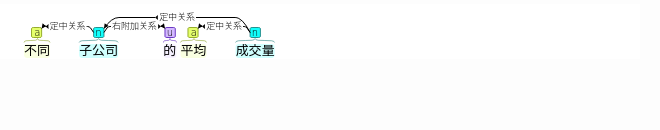 定中关系
定中关系 右附加关系 定中关系
a n u a n
不同 子公司 的 平均 成交量